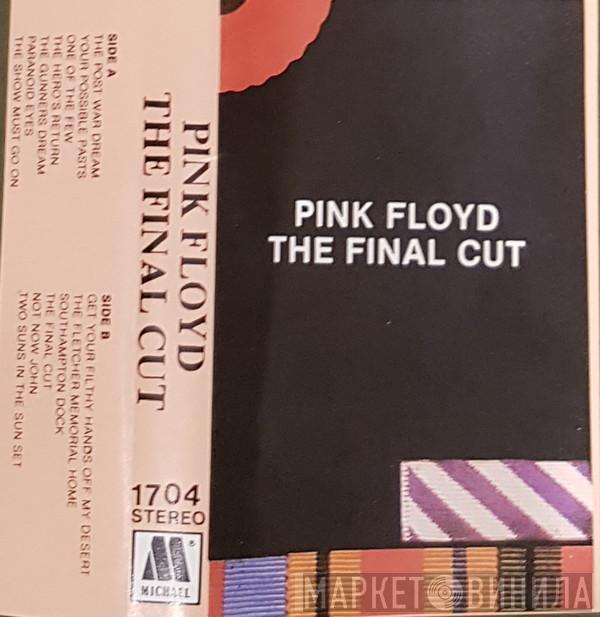 SIDE A
THE POST WAR DREAM
YOUR POSSIBLE PASTS
ONE OF THE FEW
THE HERO'S RETURN
THE GUNNERS DREAM
PARANOID EYES
THE SHOW MUST GO ON
SIDE B
GET YOUR FILTHY HANDS OFF MY DESERT
THE FLETCHER MEMORIAL HOME
SOUTHAMPTON DOCK
THE FINAL CUT
NOT NOW JOHN
TWO SUNS IN THE SUN SET
PINK FLOYD
THE FINAL CUT
1704
STEREO
MICHAEL
PINK FLOYD
THE FINAL CUT
МАРКЕТ ВИНИЛА